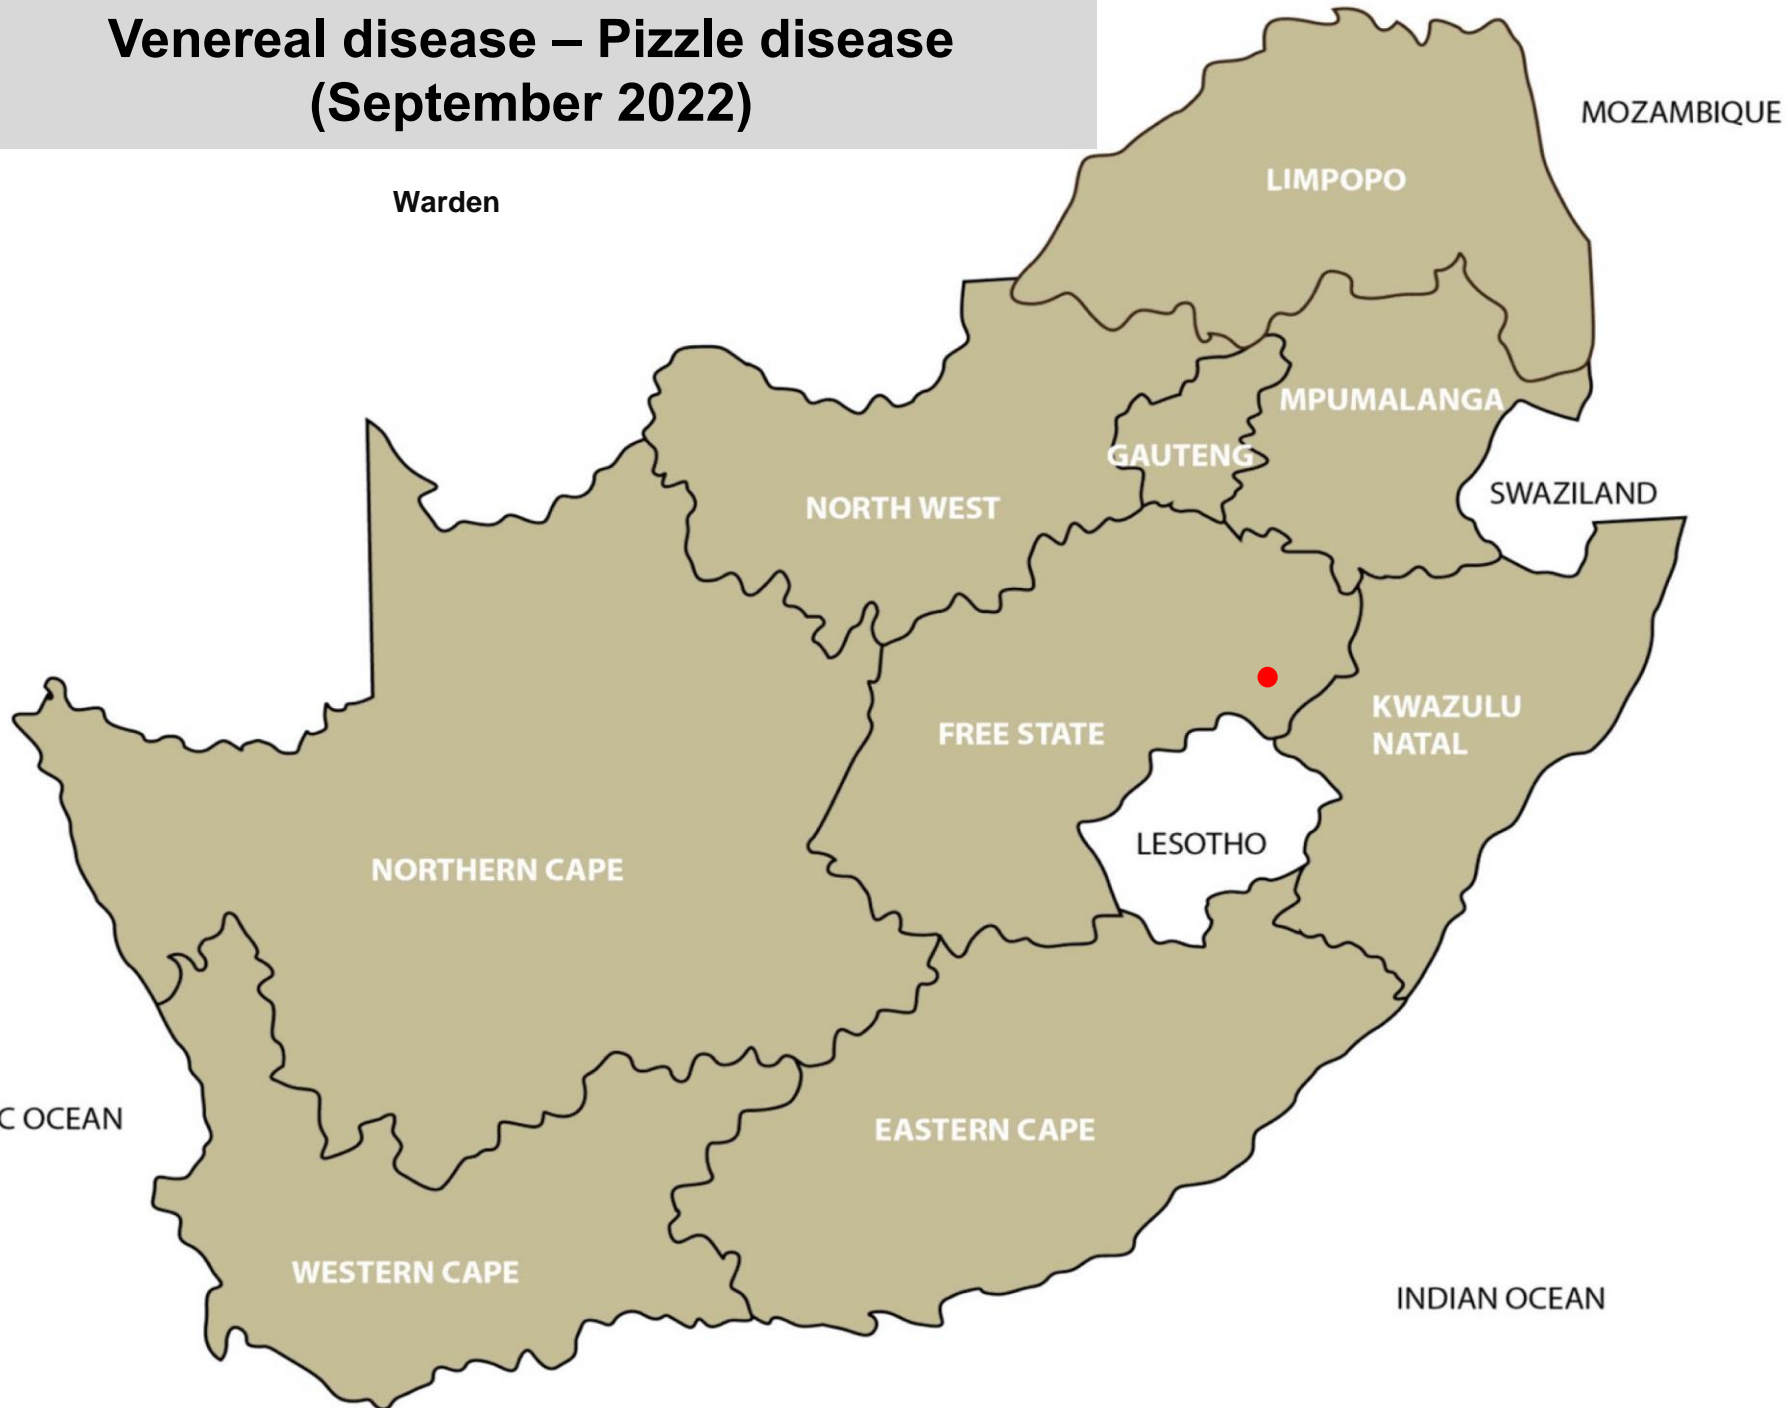 Venereal disease – Pizzle disease
(September 2022)
Warden
MOZAMBIQUE
LIMPOPO
MPUMALANGA
GAUTENG
SWAZILAND
NORTH WEST
KWAZULU
NATAL
FREE STATE
LESOTHO
NORTHERN CAPE
C OCEAN
EASTERN CAPE
WESTERN CAPE
INDIAN OCEAN